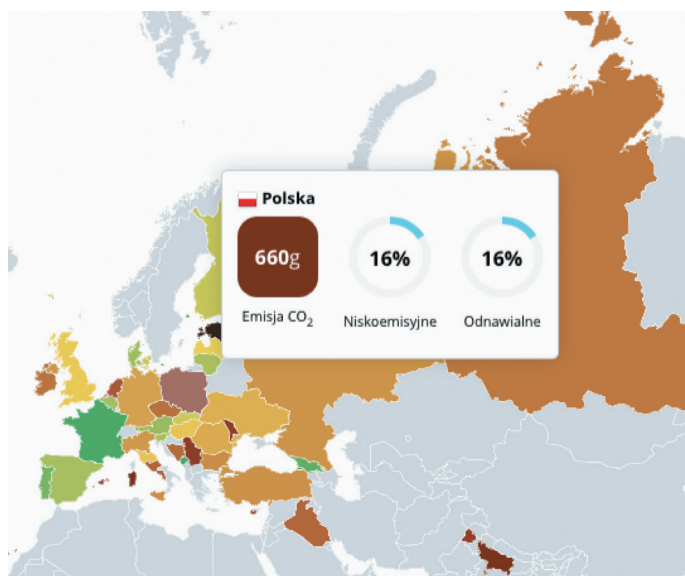 Polska
660g 16% 16%
Emisja CO₂ Niskoemisyjne Odnawialne